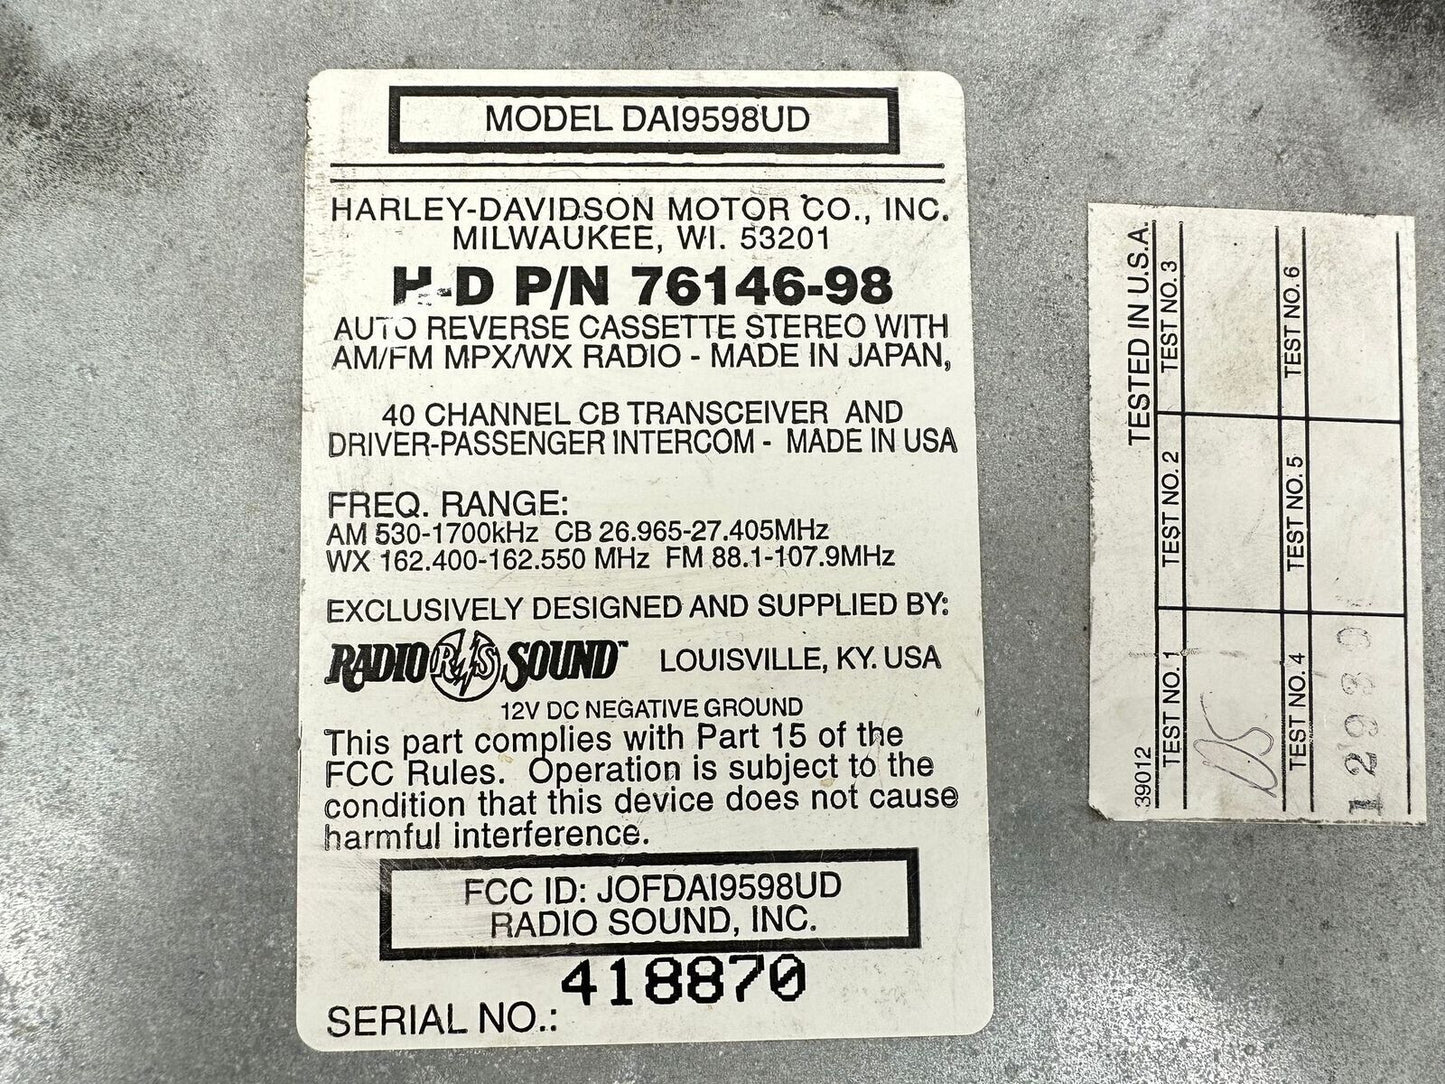 MODEL DAI9598UD
HARLEY-DAVIDSON MOTOR CO., INC.
MILWAUKEE, WI. 53201
H-D P/N 76146-98
AUTO REVERSE CASSETTE STEREO WITH
AM/FM MPX/WX RADIO - MADE IN JAPAN,
40 CHANNEL CB TRANSCEIVER AND
DRIVER-PASSENGER INTERCOM - MADE IN USA
FREQ. RANGE:
AM 530-1700kHz CB 26.965-27.405MHz
WX 162.400-162.550 MHz FM 88.1-107.9MHz
EXCLUSIVELY DESIGNED AND SUPPLIED BY:
RADIO RS SOUND™ LOUISVILLE, KY. USA
12V DC NEGATIVE GROUND
This part complies with Part 15 of the
FCC Rules. Operation is subject to the
condition that this device does not cause
harmful interference.
FCC ID: JOFDAI9598UD
RADIO SOUND, INC.
SERIAL NO.: 418870
39012 TESTED IN U.S.A.
TEST NO. 1 TEST NO. 2 TEST NO. 3
TEST NO. 4 TEST NO. 5 TEST NO. 6